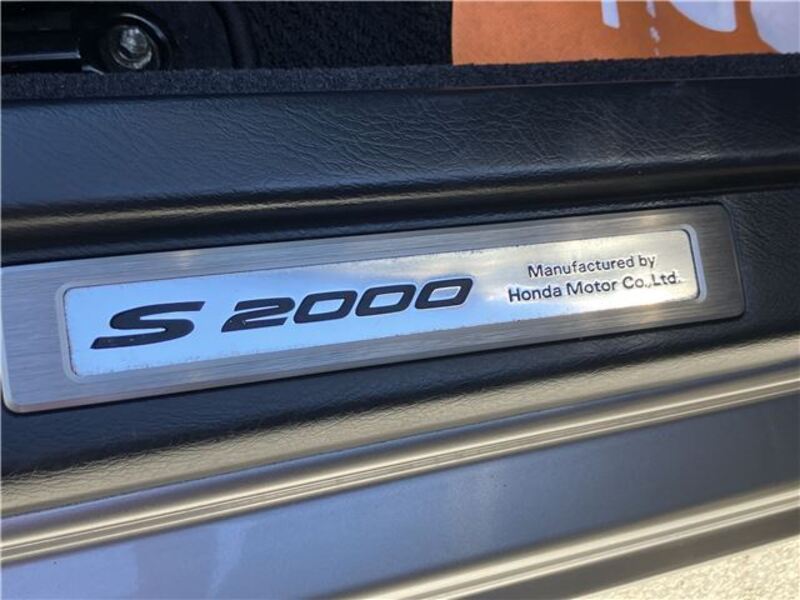 S 2000
Manufactured by
Honda Motor Co.,Ltd.